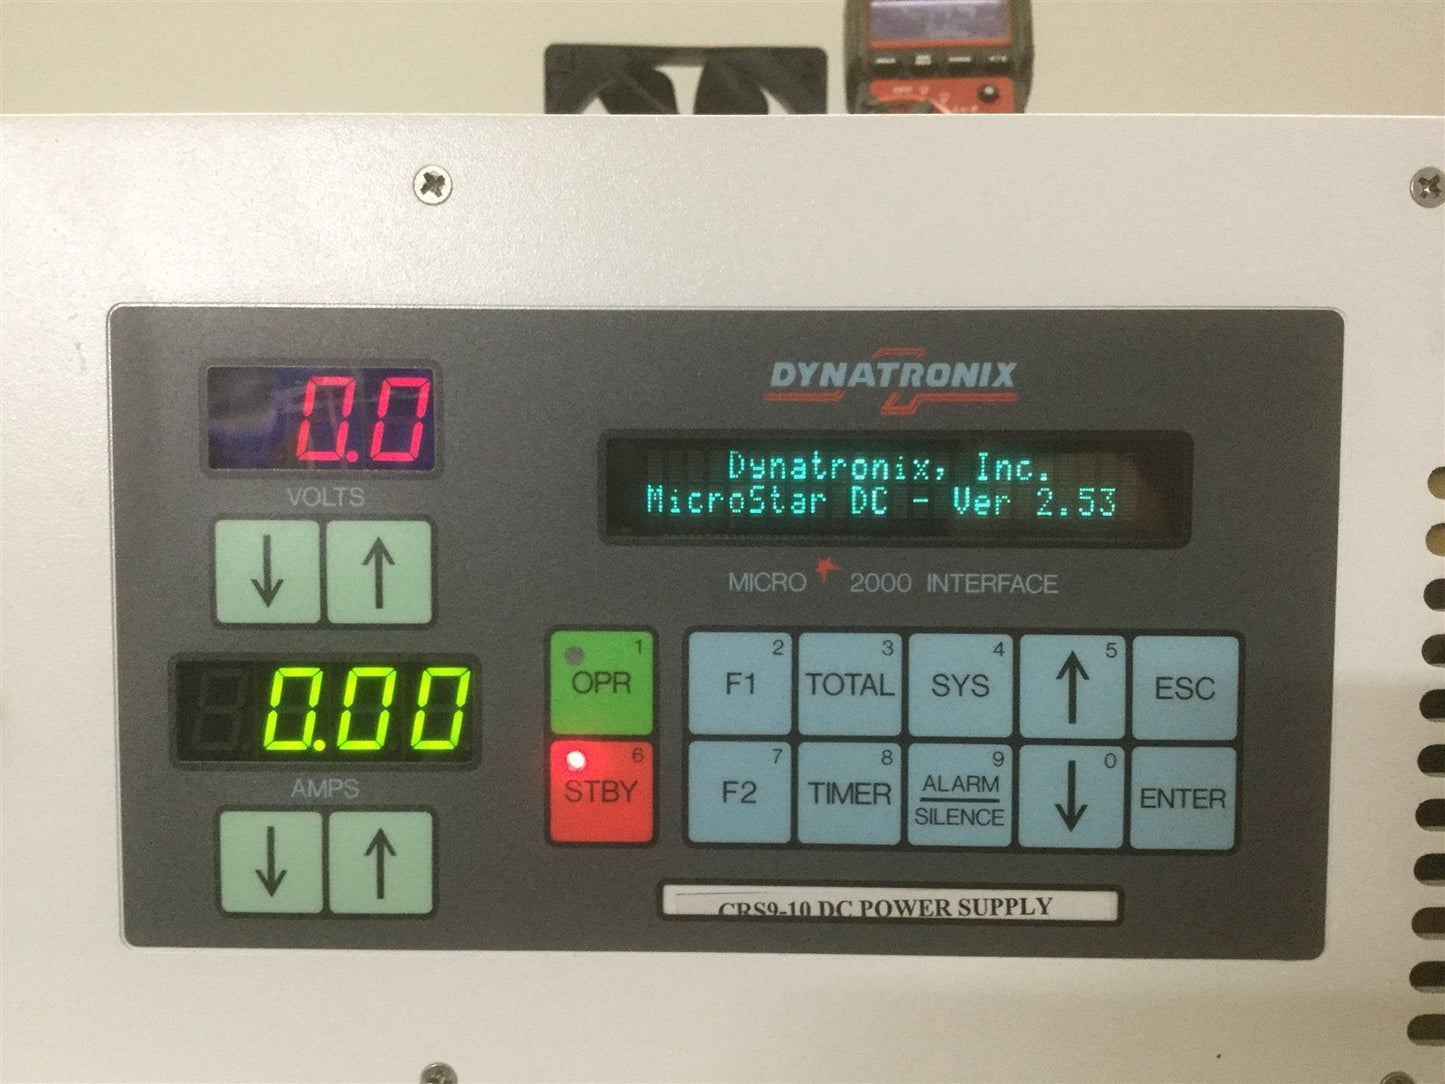 0.0
VOLTS
↓ ↑
0.00
AMPS
↓ ↑
DYNATRONIX
Dynatronix, Inc.
MicroStar DC - Ver 2.53
MICRO ★ 2000 INTERFACE
1 OPR
2 F1
3 TOTAL
4 SYS
5 ↑
ESC
6 STBY
7 F2
8 TIMER
9 ALARM
SILENCE
0 ↓
ENTER
CRS9-10 DC POWER SUPPLY